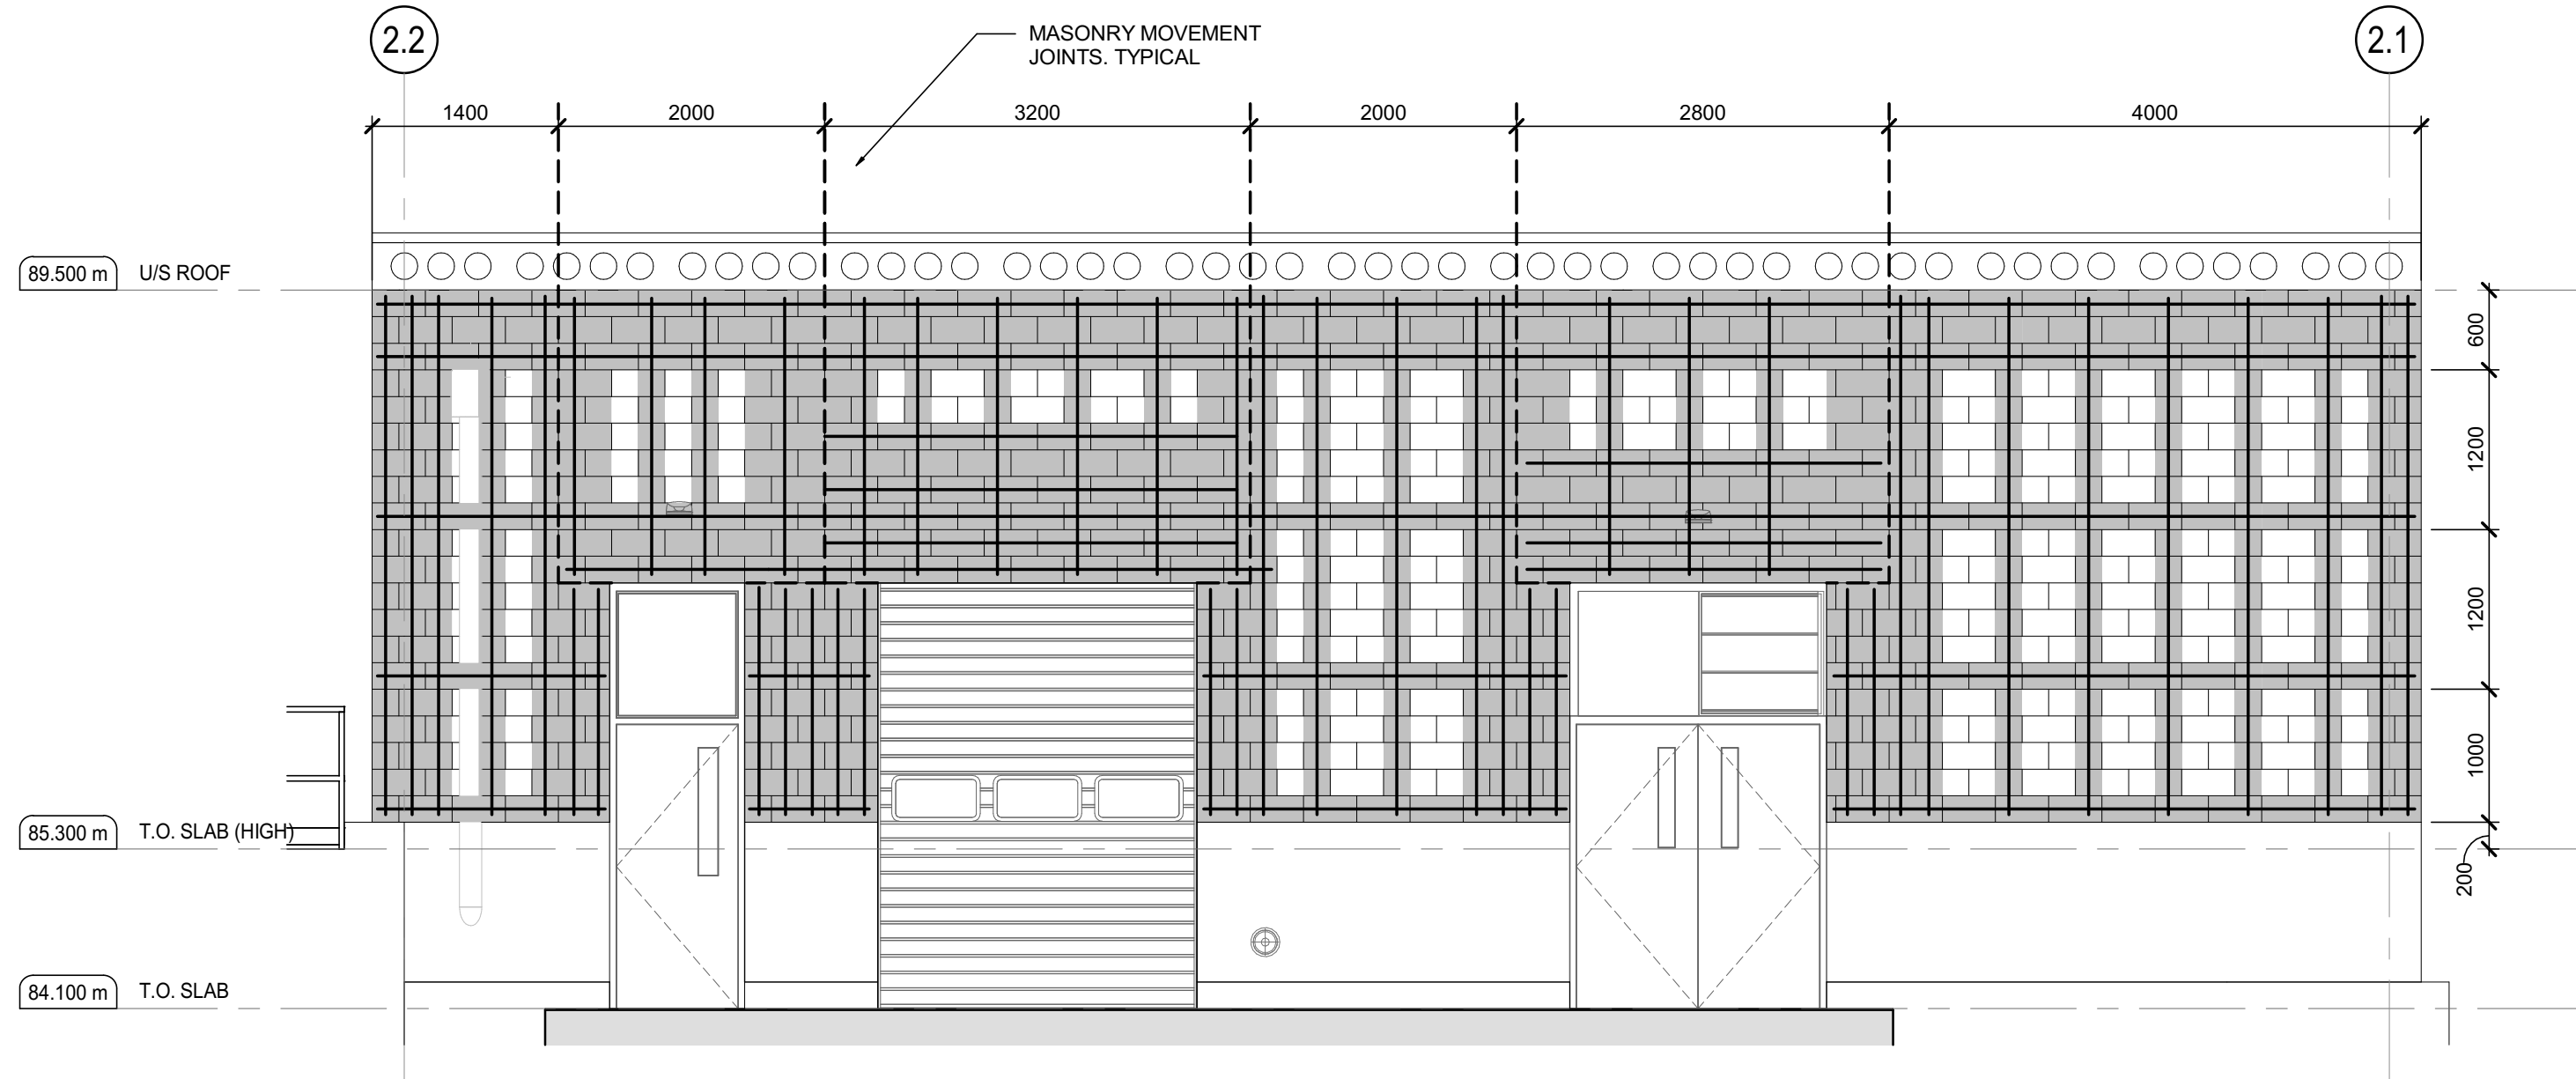 2.2
2.1
MASONRY MOVEMENT
JOINTS. TYPICAL
1400
2000
3200
2000
2800
4000
89.500 m
U/S ROOF
600
1200
1200
1000
85.300 m
T.O. SLAB (HIGH)
200
84.100 m
T.O. SLAB